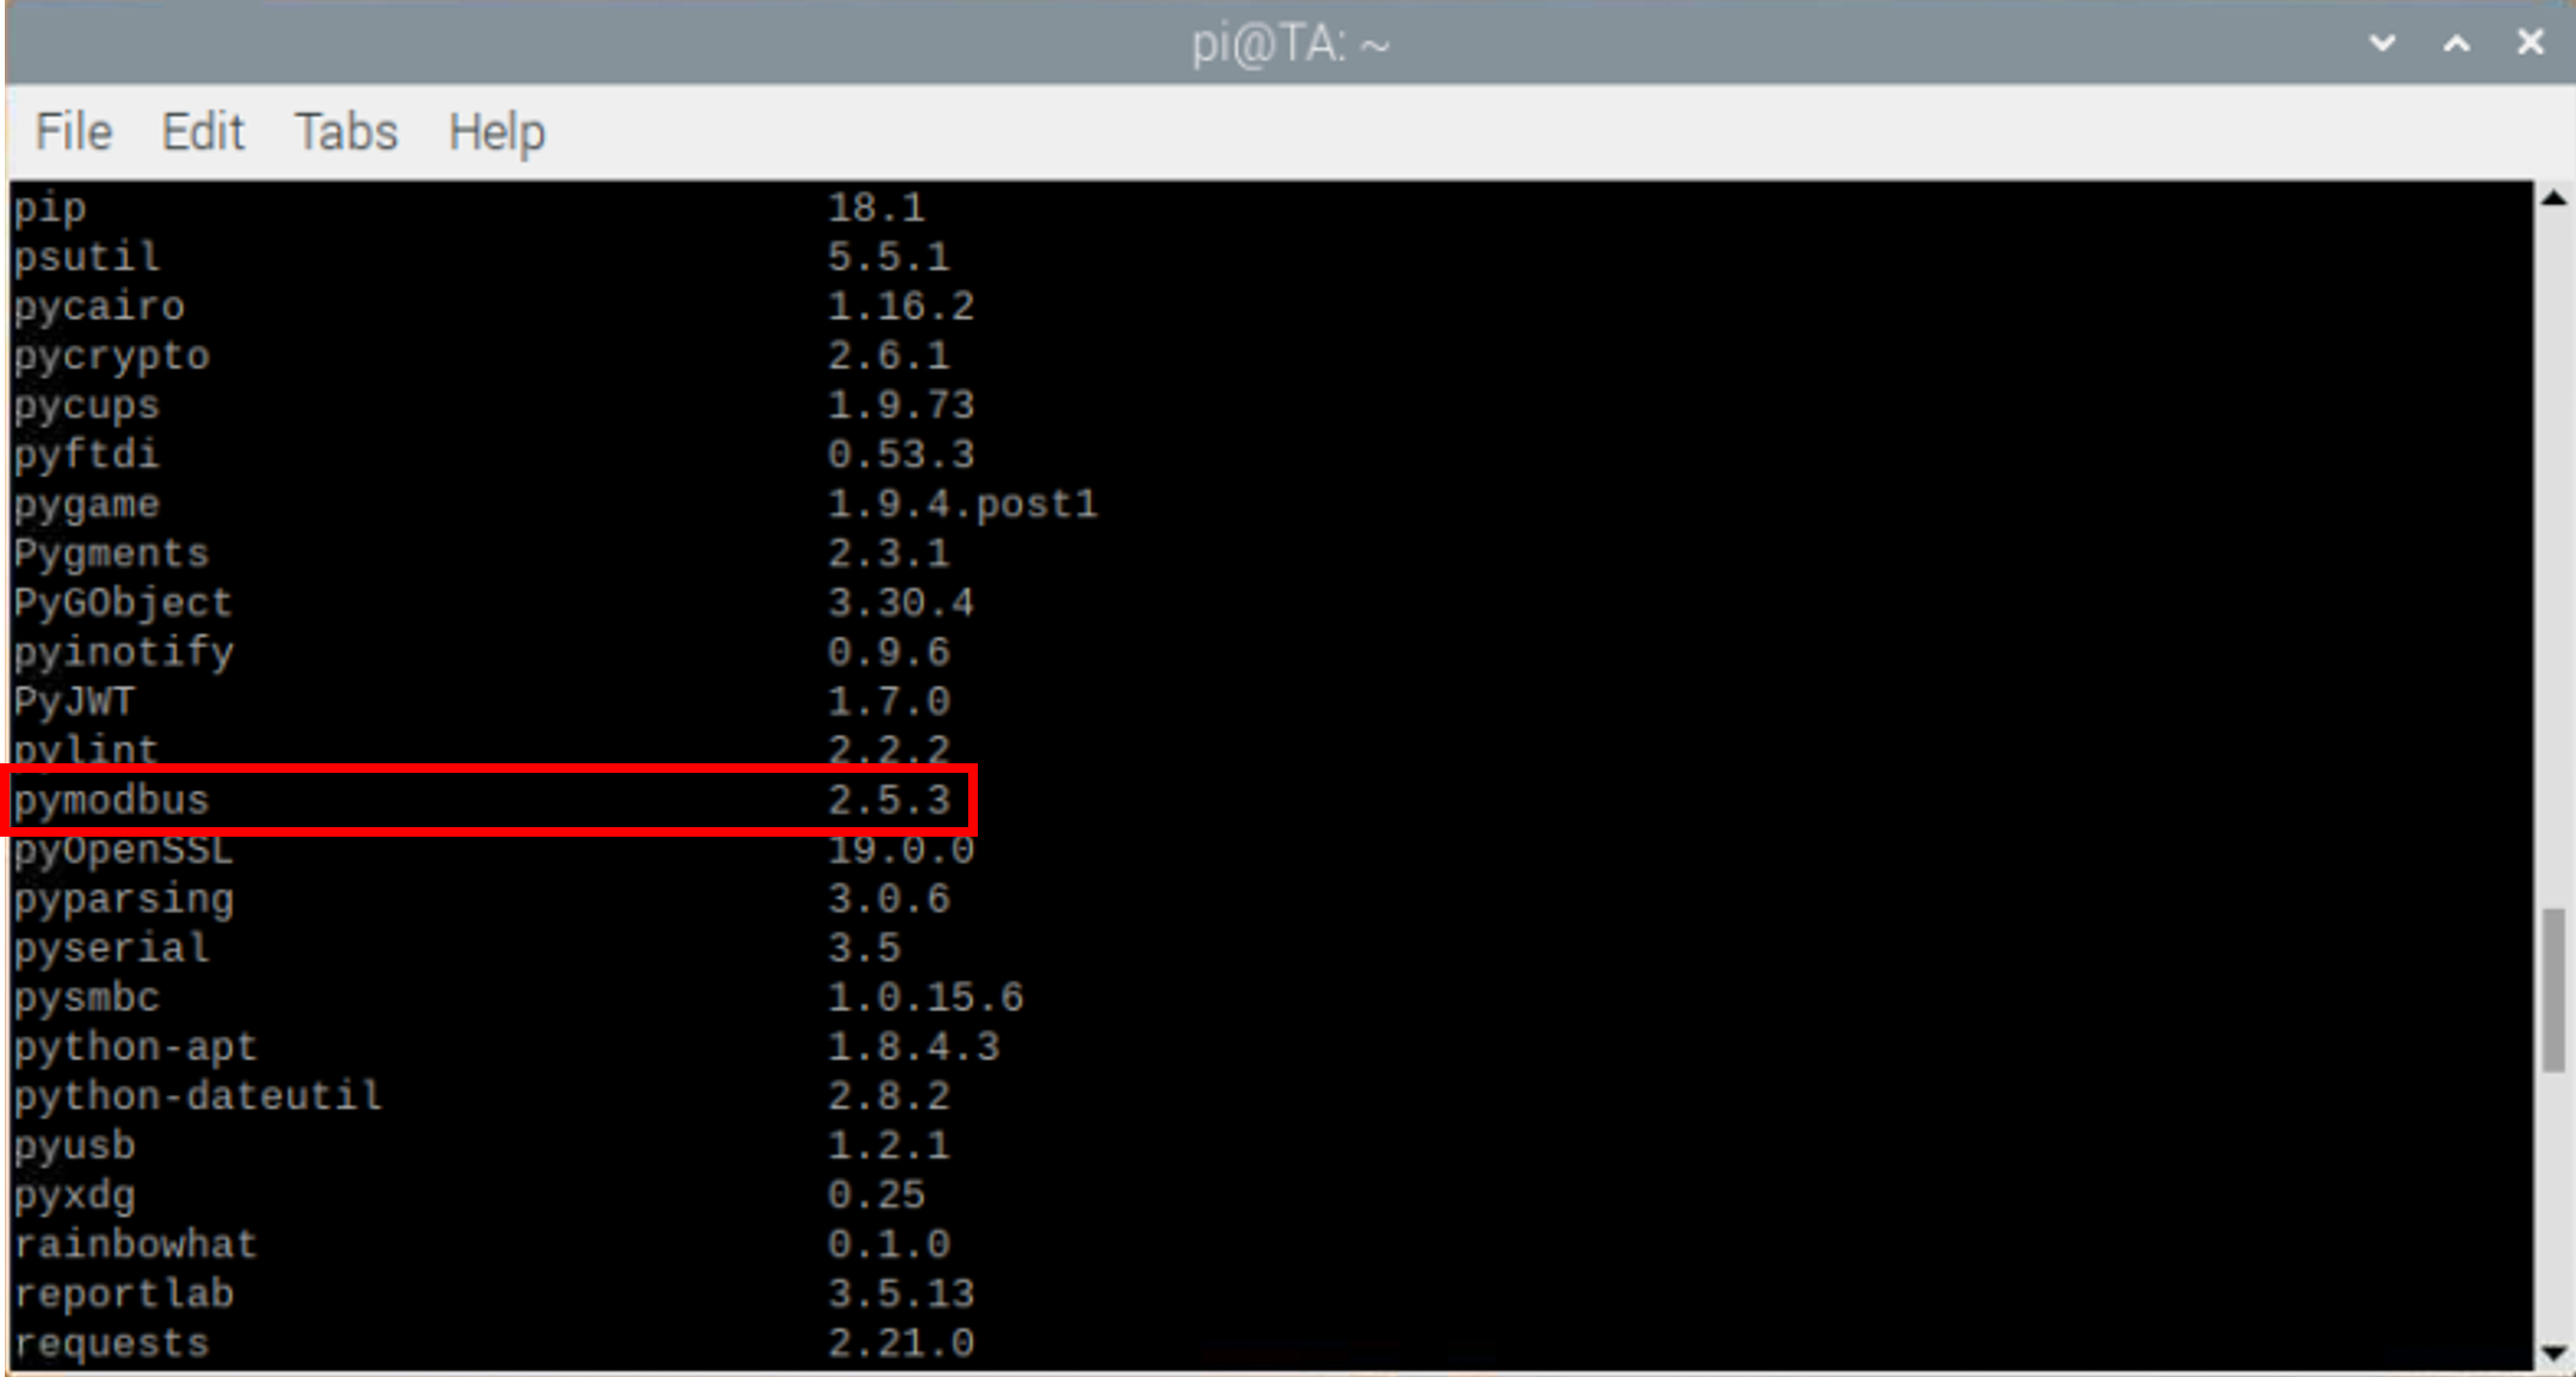 pi@TA: ~
File Edit Tabs Help
pip 18.1
psutil 5.5.1
pycairo 1.16.2
pycrypto 2.6.1
pycups 1.9.73
pyftdi 0.53.3
pygame 1.9.4.post1
Pygments 2.3.1
PyGObject 3.30.4
pyinotify 0.9.6
PyJWT 1.7.0
pylint 2.2.2
pymodbus 2.5.3
pyOpenSSL 19.0.0
pyparsing 3.0.6
pyserial 3.5
pysmbc 1.0.15.6
python-apt 1.8.4.3
python-dateutil 2.8.2
pyusb 1.2.1
pyxdg 0.25
rainbowhat 0.1.0
reportlab 3.5.13
requests 2.21.0